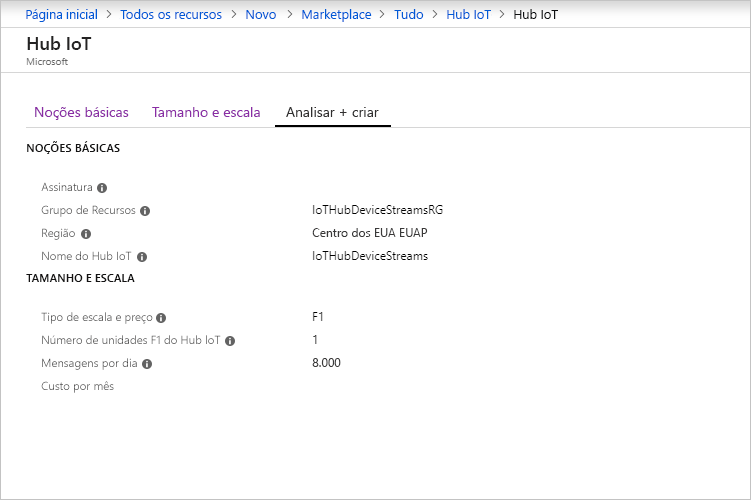 Página inicial > Todos os recursos > Novo > Marketplace > Tudo > Hub IoT > Hub IoT
Hub IoT
Microsoft
Noções básicas Tamanho e escala Analisar + criar
NOÇÕES BÁSICAS
Assinatura
Grupo de Recursos IoTHubDeviceStreamsRG
Região Centro dos EUA EUAP
Nome do Hub IoT IoTHubDeviceStreams
TAMANHO E ESCALA
Tipo de escala e preço F1
Número de unidades F1 do Hub IoT 1
Mensagens por dia 8.000
Custo por mês